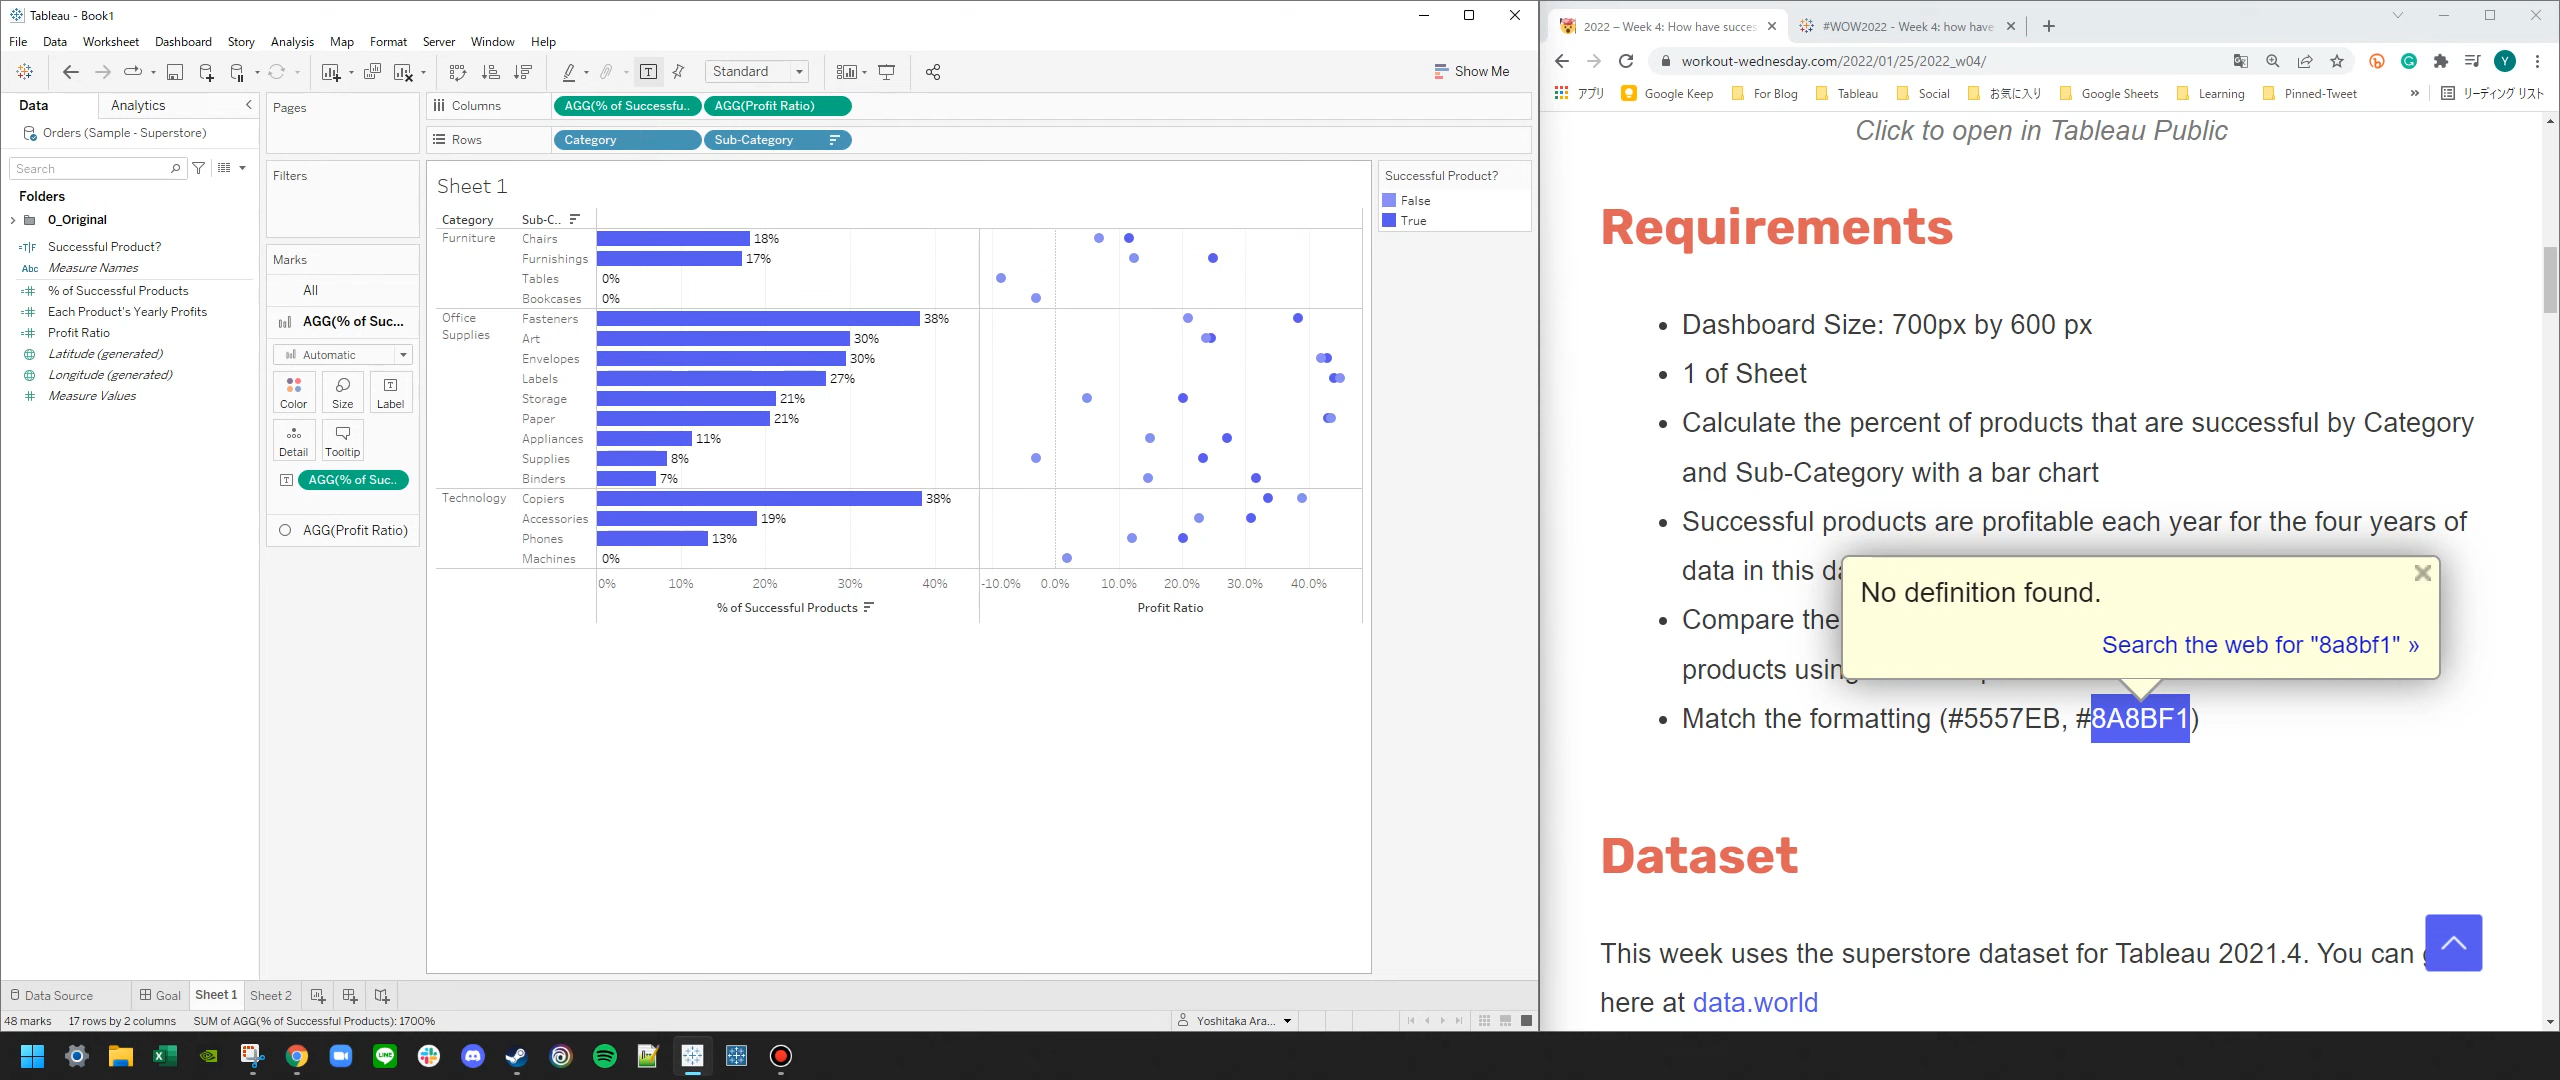 Tableau - Book1
File Data Worksheet Dashboard Story Analysis Map Format Server Window Help
Standard
Show Me
Data Analytics
Orders (Sample - Superstore)
Search
Folders
0_Original
=T|F Successful Product?
Abc Measure Names
=# % of Successful Products
=# Each Product's Yearly Profits
=# Profit Ratio
Latitude (generated)
Longitude (generated)
# Measure Values
Pages
Filters
Marks
All
AGG(% of Suc...
Automatic
Color Size Label
Detail Tooltip
AGG(% of Suc..
AGG(Profit Ratio)
Columns AGG(% of Successfu.. AGG(Profit Ratio)
Rows Category Sub-Category
Sheet 1
Category Sub-C..
Furniture Chairs 18%
Furnishings 17%
Tables 0%
Bookcases 0%
Office Supplies Fasteners 38%
Art 30%
Envelopes 30%
Labels 27%
Storage 21%
Paper 21%
Appliances 11%
Supplies 8%
Binders 7%
Technology Copiers 38%
Accessories 19%
Phones 13%
Machines 0%
0% 10% 20% 30% 40% -10.0% 0.0% 10.0% 20.0% 30.0% 40.0%
% of Successful Products Profit Ratio
Successful Product?
False
True
Data Source Goal Sheet 1 Sheet 2
48 marks 17 rows by 2 columns SUM of AGG(% of Successful Products): 1700% Yoshitaka Ara...
2022 – Week 4: How have succes
#WOW2022 - Week 4: how have
workout-wednesday.com/2022/01/25/2022_w04/
Y
アプリ Google Keep For Blog Tableau Social お気に入り Google Sheets Learning Pinned-Tweet » リーディング リスト
Click to open in Tableau Public
Requirements
• Dashboard Size: 700px by 600 px
• 1 of Sheet
• Calculate the percent of products that are successful by Category
and Sub-Category with a bar chart
• Successful products are profitable each year for the four years of
data in this
• Compare the
products
No definition found.
Search the web for "8a8bf1" »
• Match the formatting (#5557EB, #8A8BF1)
Dataset
This week uses the superstore dataset for Tableau 2021.4. You can
here at data.world